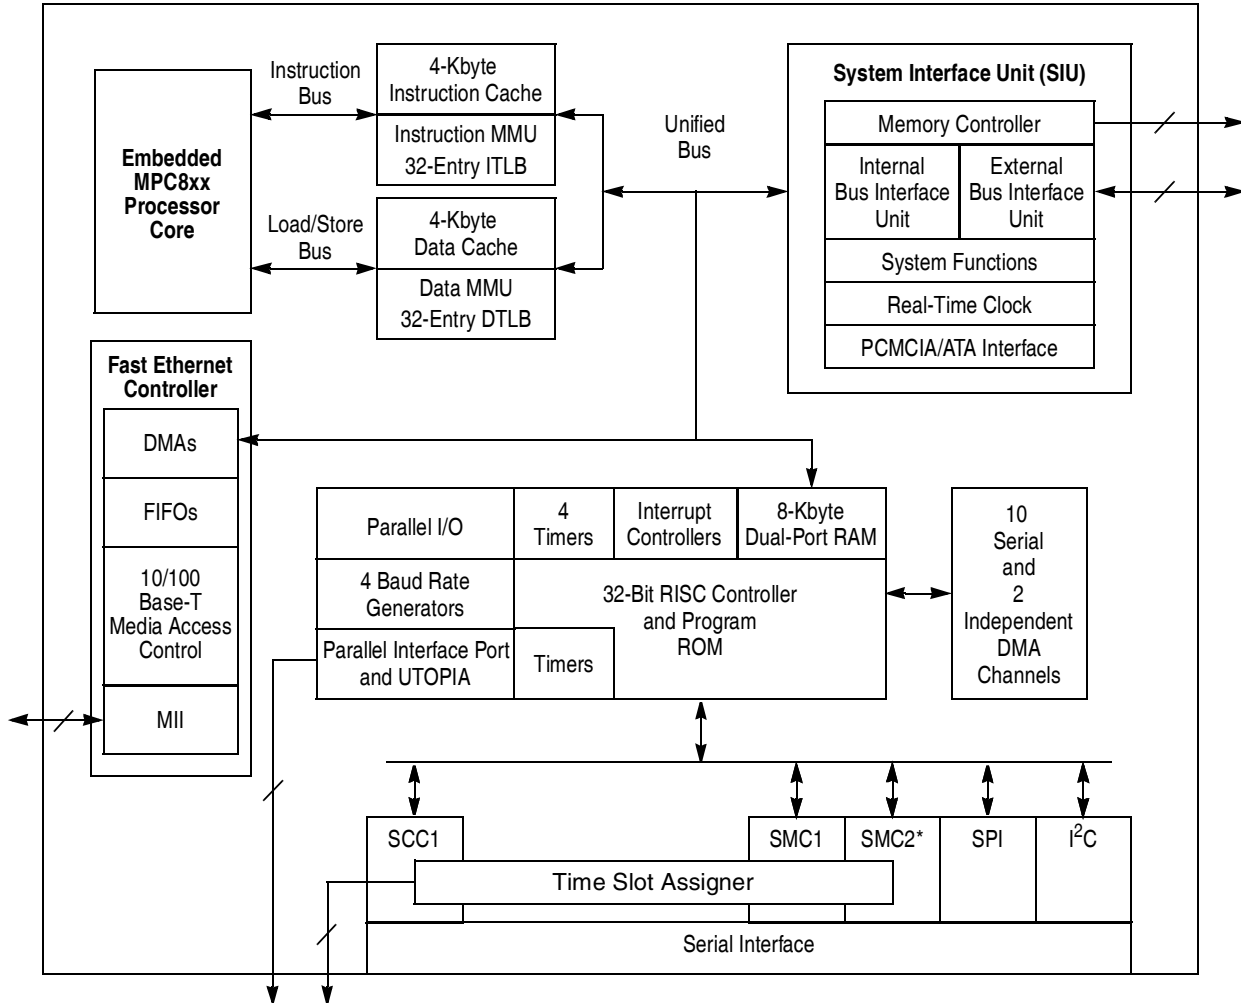 Embedded
MPC8xx
Processor
Core
Instruction
Bus
Load/Store
Bus
4-Kbyte
Instruction Cache
Instruction MMU
32-Entry ITLB
4-Kbyte
Data Cache
Data MMU
32-Entry DTLB
Unified
Bus
System Interface Unit (SIU)
Memory Controller
Internal
Bus Interface
Unit
External
Bus Interface
Unit
System Functions
Real-Time Clock
PCMCIA/ATA Interface
Fast Ethernet
Controller
DMAs
FIFOs
10/100
Base-T
Media Access
Control
MII
Parallel I/O
4
Timers
Interrupt
Controllers
8-Kbyte
Dual-Port RAM
4 Baud Rate
Generators
32-Bit RISC Controller
and Program
ROM
Parallel Interface Port
and UTOPIA
Timers
10
Serial
and
2
Independent
DMA
Channels
SCC1
SMC1
SMC2*
SPI
I²C
Time Slot Assigner
Serial Interface